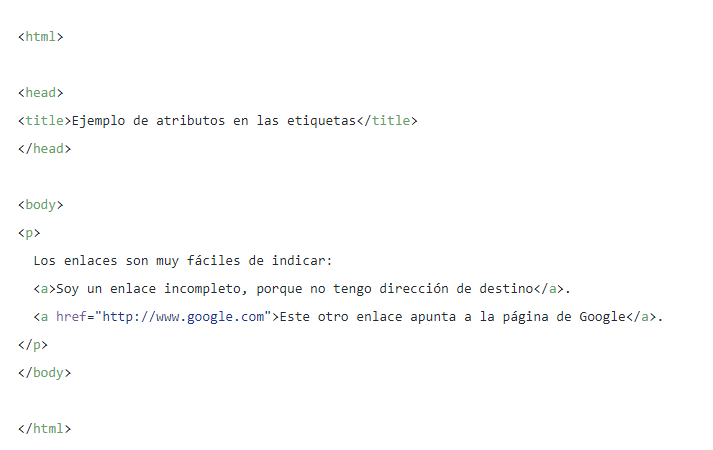 <html>
<head>
<title>Ejemplo de atributos en las etiquetas</title>
</head>
<body>
<p>
Los enlaces son muy fáciles de indicar:
<a>Soy un enlace incompleto, porque no tengo dirección de destino</a>.
<a href="http://www.google.com">Este otro enlace apunta a la página de Google</a>.
</p>
</body>
</html>